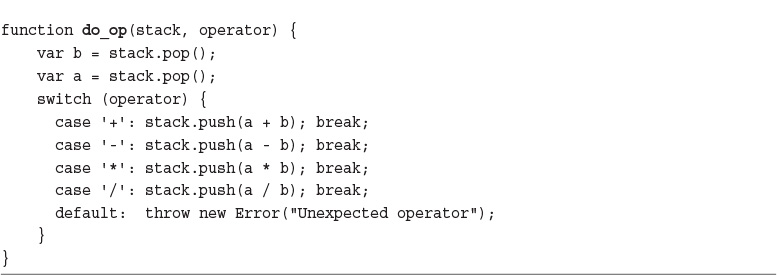 function do_op(stack, operator) {
    var b = stack.pop();
    var a = stack.pop();
    switch (operator) {
      case '+': stack.push(a + b); break;
      case '-': stack.push(a - b); break;
      case '*': stack.push(a * b); break;
      case '/': stack.push(a / b); break;
      default:  throw new Error("Unexpected operator");
    }
}